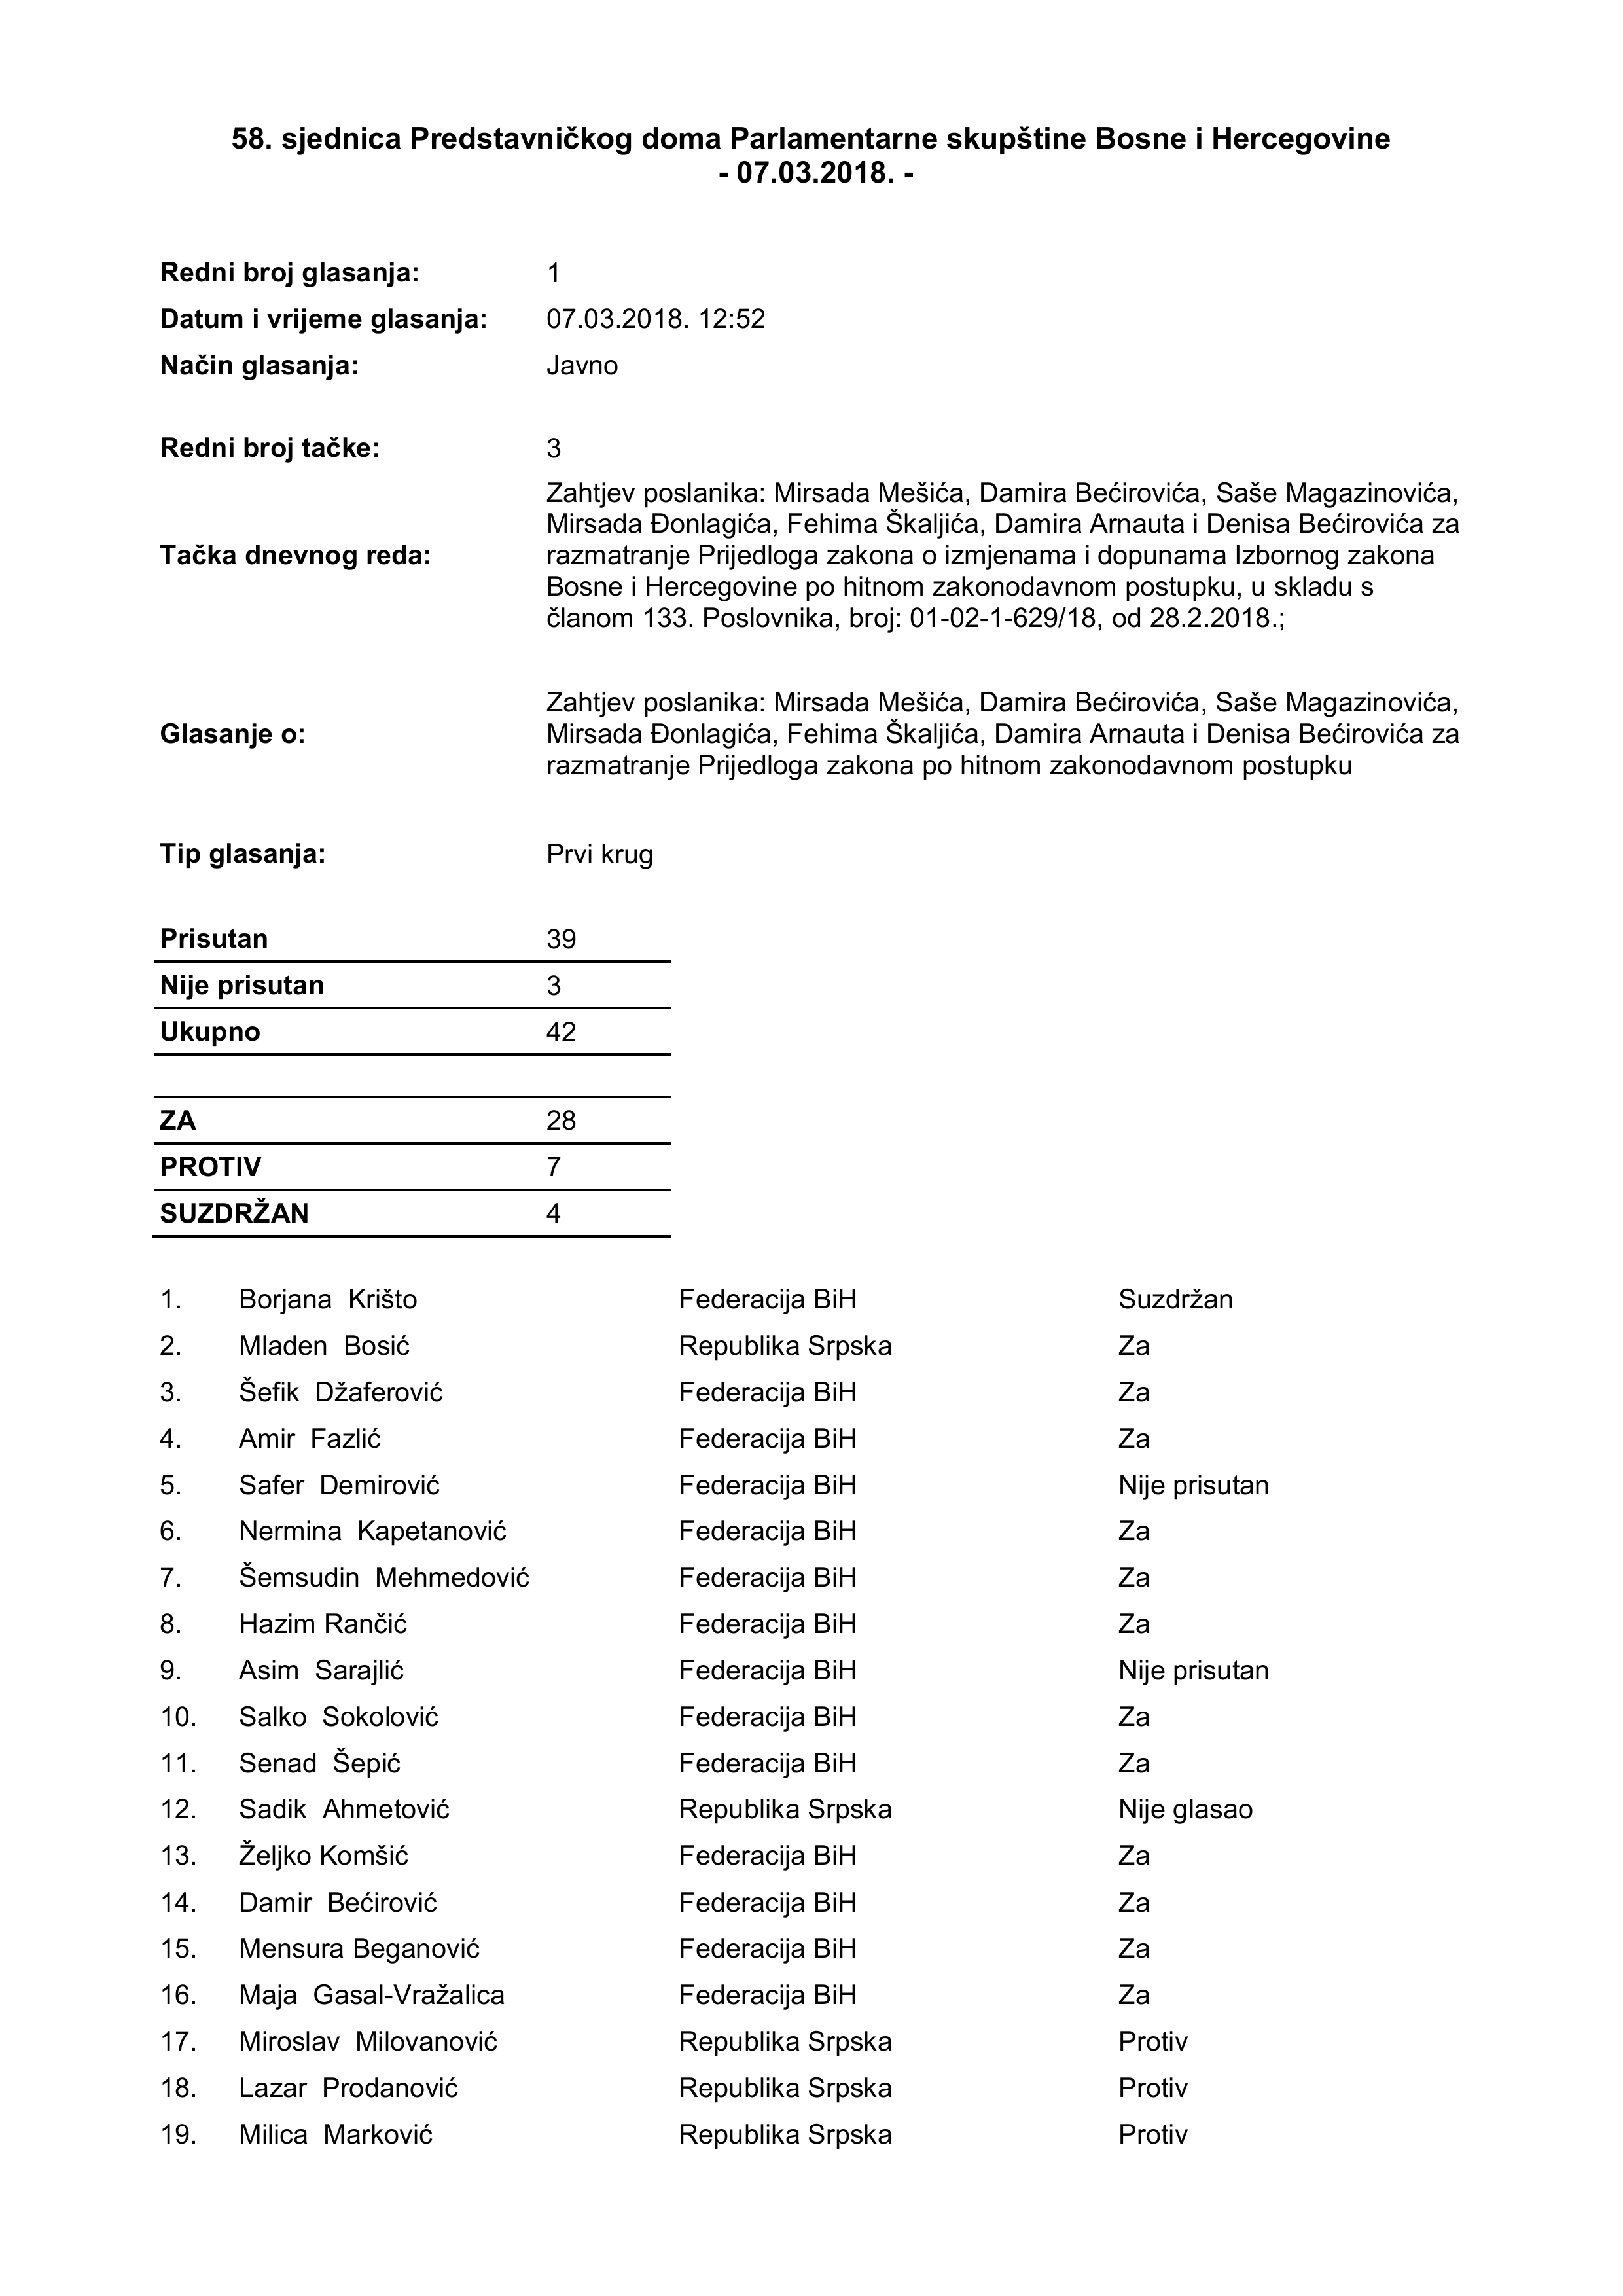 58. sjednica Predstavničkog doma Parlamentarne skupštine Bosne i Hercegovine
- 07.03.2018. -
Redni broj glasanja: 1
Datum i vrijeme glasanja: 07.03.2018. 12:52
Način glasanja: Javno
Redni broj tačke: 3
Tačka dnevnog reda:
Zahtjev poslanika: Mirsada Mešića, Damira Bećirovića, Saše Magazinovića,
Mirsada Đonlagića, Fehima Škaljića, Damira Arnauta i Denisa Bećirovića za
razmatranje Prijedloga zakona o izmjenama i dopunama Izbornog zakona
Bosne i Hercegovine po hitnom zakonodavnom postupku, u skladu s
članom 133. Poslovnika, broj: 01-02-1-629/18, od 28.2.2018.;
Glasanje o:
Zahtjev poslanika: Mirsada Mešića, Damira Bećirovića, Saše Magazinovića,
Mirsada Đonlagića, Fehima Škaljića, Damira Arnauta i Denisa Bećirovića za
razmatranje Prijedloga zakona po hitnom zakonodavnom postupku
Tip glasanja: Prvi krug
Prisutan 39
Nije prisutan 3
Ukupno 42
ZA 28
PROTIV 7
SUZDRŽAN 4
1. Borjana Krišto Federacija BiH Suzdržan
2. Mladen Bosić Republika Srpska Za
3. Šefik Džaferović Federacija BiH Za
4. Amir Fazlić Federacija BiH Za
5. Safer Demirović Federacija BiH Nije prisutan
6. Nermina Kapetanović Federacija BiH Za
7. Šemsudin Mehmedović Federacija BiH Za
8. Hazim Rančić Federacija BiH Za
9. Asim Sarajlić Federacija BiH Nije prisutan
10. Salko Sokolović Federacija BiH Za
11. Senad Šepić Federacija BiH Za
12. Sadik Ahmetović Republika Srpska Nije glasao
13. Željko Komšić Federacija BiH Za
14. Damir Bećirović Federacija BiH Za
15. Mensura Beganović Federacija BiH Za
16. Maja Gasal-Vražalica Federacija BiH Za
17. Miroslav Milovanović Republika Srpska Protiv
18. Lazar Prodanović Republika Srpska Protiv
19. Milica Marković Republika Srpska Protiv